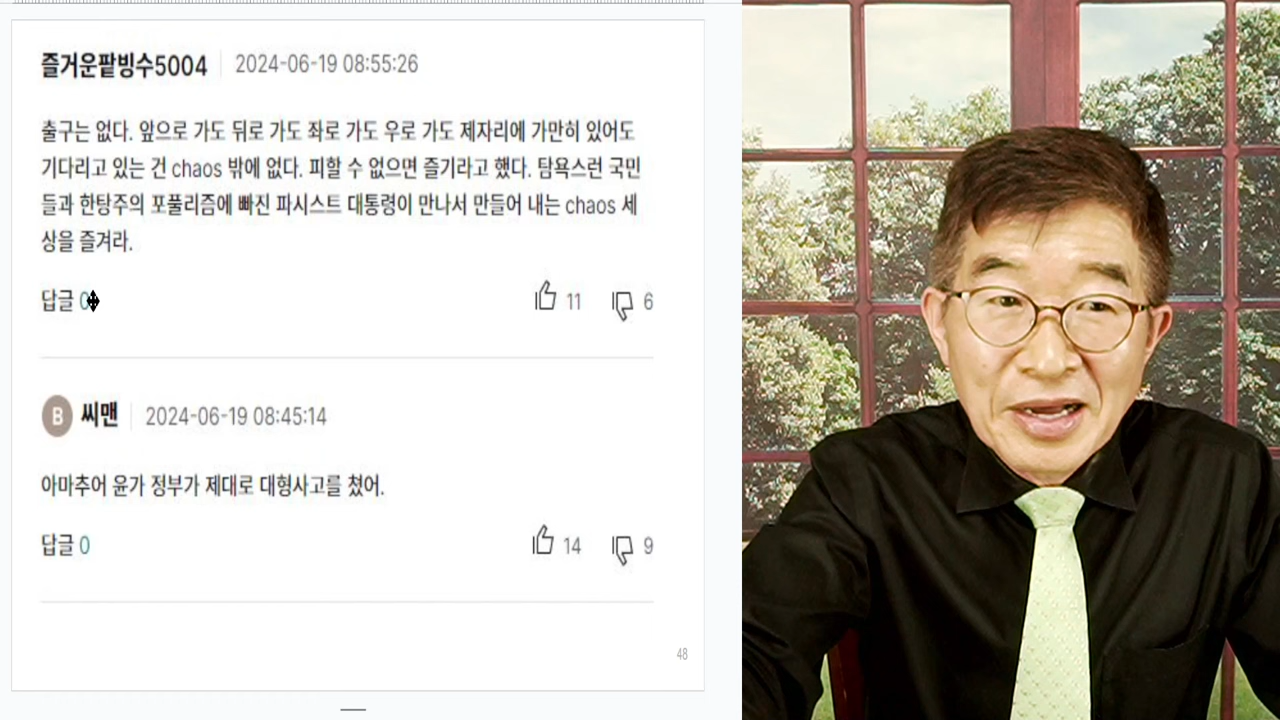 즐거운팥빙수5004 2024-06-19 08:55:26
출구는 없다. 앞으로 가도 뒤로 가도 좌로 가도 우로 가도 제자리에 가만히 있어도
기다리고 있는 건 chaos 밖에 없다. 피할 수 없으면 즐기라고 했다. 탐욕스런 국민
들과 한탕주의 포풀리즘에 빠진 파시스트 대통령이 만나서 만들어 내는 chaos 세
상을 즐겨라.
답글 0 11 6
B 씨맨 2024-06-19 08:45:14
아마추어 윤가 정부가 제대로 대형사고를 쳤어.
답글 0 14 9
48